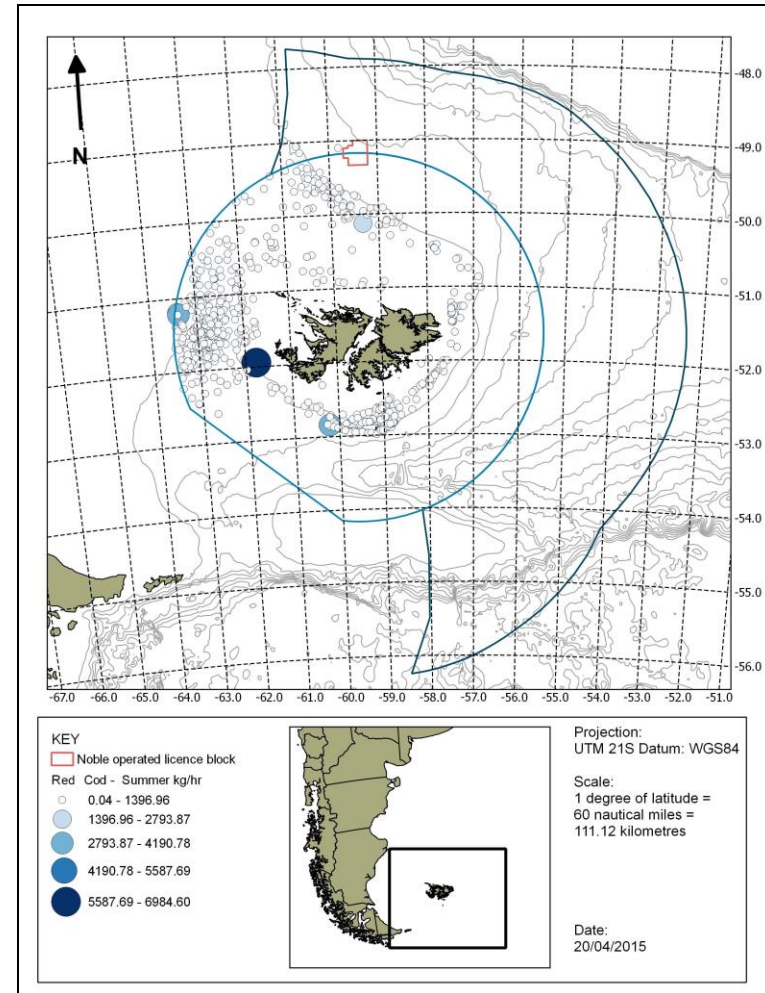 N
-48.0
-49.0
-50.0
-51.0
-52.0
-53.0
-54.0
-55.0
-56.0
-67.0 -66.0 -65.0 -64.0 -63.0 -62.0 -61.0 -60.0 -59.0 -58.0 -57.0 -56.0 -55.0 -54.0 -53.0 -52.0 -51.0
KEY
Noble operated licence block
Red Cod - Summer kg/hr
0.04 - 1396.96
1396.96 - 2793.87
2793.87 - 4190.78
4190.78 - 5587.69
5587.69 - 6984.60
Projection:
UTM 21S Datum: WGS84
Scale:
1 degree of latitude =
60 nautical miles =
111.12 kilometres
Date:
20/04/2015